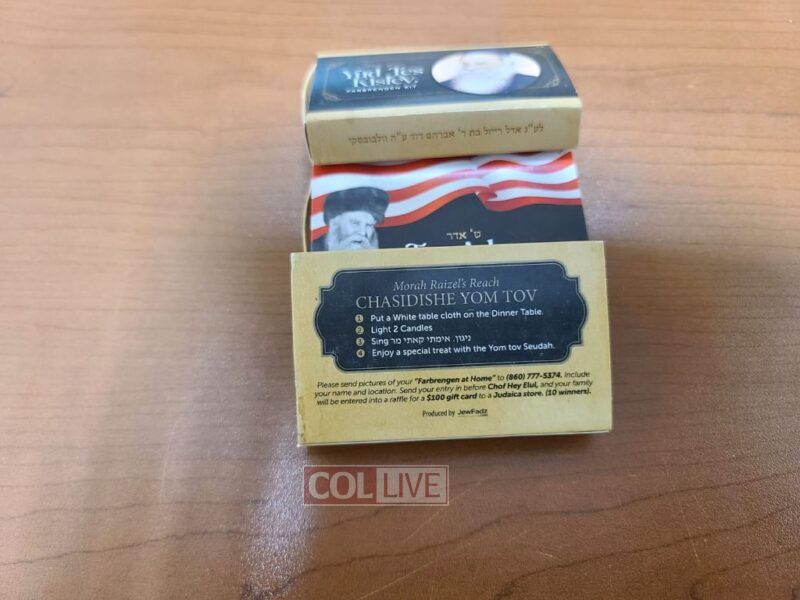 Yud Tes
Kislev
FARBRENGEN KIT
לע"נ אדל רייזל בת ר' אברהם דוד ע"ה וולבובסקי
ט' אדר
Morah Raizel's Reach
CHASIDISHE YOM TOV
1 Put a White table cloth on the Dinner Table.
2 Light 2 Candles
3 Sing ניגון. אימתי קאתי מר
4 Enjoy a special treat with the Yom tov Seudah.
Please send pictures of your "Farbrengen at Home" to (860) 777-5374. Include
your name and location. Send your entry in before Chof Hey Elul, and your family
will be entered into a raffle for a $100 gift card to a Judaica store. (10 winners).
Produced by JewFadz
COLLIVE